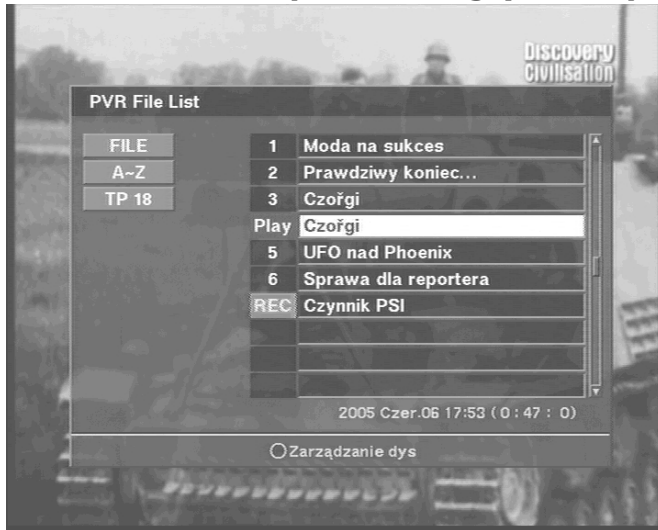 Discovery
Civilisation
PVR File List
FILE
A~Z
TP 18
1 Moda na sukces
2 Prawdziwy koniec...
3 Czořgi
Play Czořgi
5 UFO nad Phoenix
6 Sprawa dla reportera
REC Czynnik PSI
2005 Czer.06 17:53 ( 0 : 47 : 0)
Zarządzanie dys